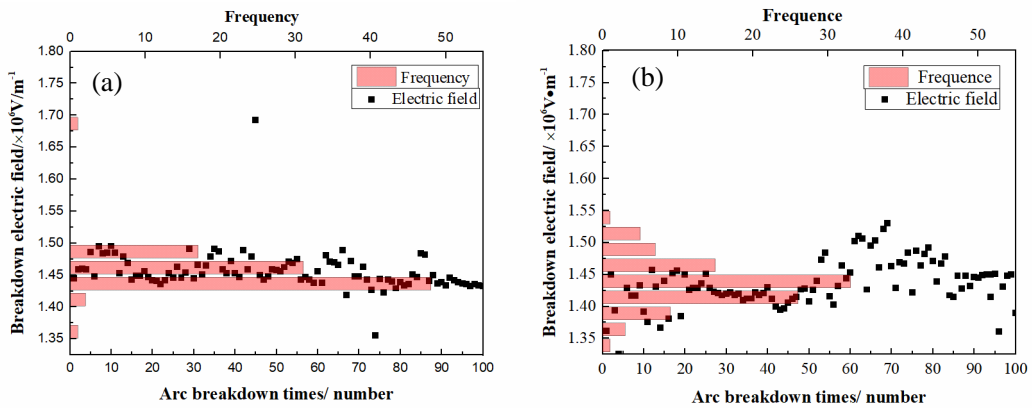 Frequency
0 10 20 30 40 50
1.80
1.75
1.70
1.65
1.60
1.55
1.50
1.45
1.40
1.35
Breakdown electric field/×10⁶V/m⁻¹
(a)
Frequency
Electric field
0 10 20 30 40 50 60 70 80 90 100
Arc breakdown times/ number
Frequence
0 10 20 30 40 50
1.80
1.75
1.70
1.65
1.60
1.55
1.50
1.45
1.40
1.35
Breakdown electric field/ ×10⁶V•m⁻¹
(b)
Frequence
Electric field
0 10 20 30 40 50 60 70 80 90 100
Arc breakdown times/ number